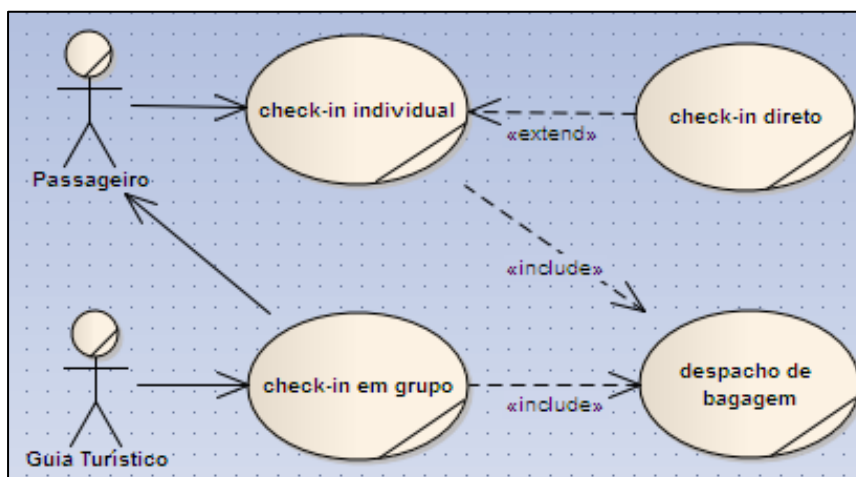 check-in individual
check-in direto
«extend»
Passageiro
«include»
check-in em grupo
despacho de
bagagem
«include»
Guia Turístico